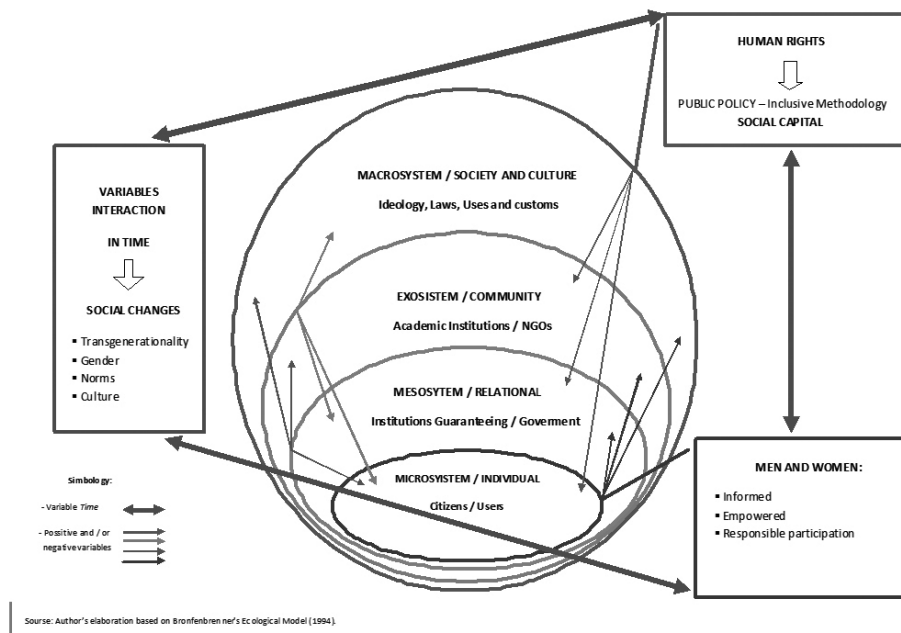 HUMAN RIGHTS
PUBLIC POLICY – Inclusive Methodology
SOCIAL CAPITAL
VARIABLES
INTERACTION
IN TIME
SOCIAL CHANGES
▪ Transgenerationality
▪ Gender
▪ Norms
▪ Culture
MACROSYSTEM / SOCIETY AND CULTURE
Ideology, Laws, Uses and customs
EXOSISTEM / COMMUNITY
Academic Institutions / NGOs
MESOSYTEM / RELATIONAL
Institutions Guaranteeing / Goverment
MICROSYSTEM / INDIVIDUAL
Citizens / Users
MEN AND WOMEN:
▪ Informed
▪ Empowered
▪ Responsible participation
Simbology:
- Variable Time
- Possitive and / or
negative variables
Sourse: Author's elaboration based on Bronfenbrenner's Ecological Model (1994).